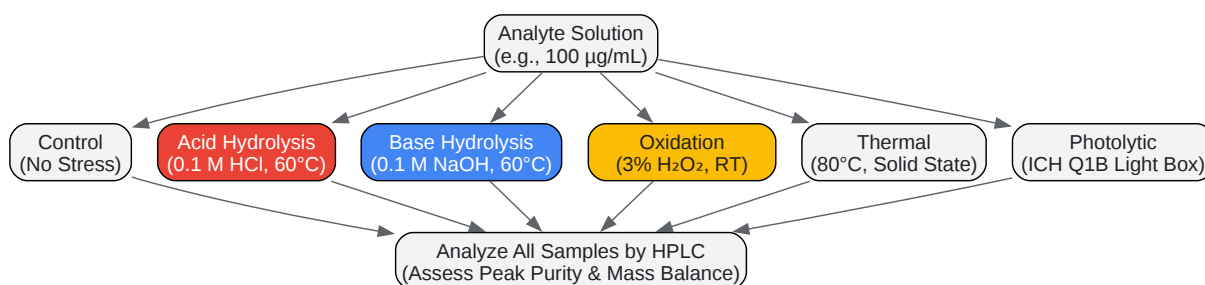 Analyte Solution
(e.g., 100 µg/mL)
Control
(No Stress)
Acid Hydrolysis
(0.1 M HCl, 60°C)
Base Hydrolysis
(0.1 M NaOH, 60°C)
Oxidation
(3% H₂O₂, RT)
Thermal
(80°C, Solid State)
Photolytic
(ICH Q1B Light Box)
Analyze All Samples by HPLC
(Assess Peak Purity & Mass Balance)